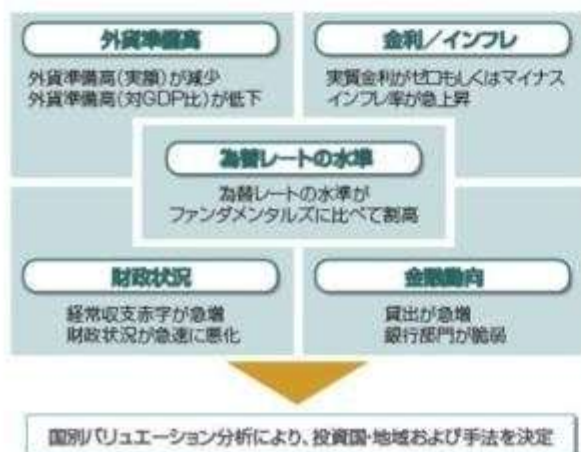 外貨準備高
外貨準備高(実額)が減少
外貨準備高(対GDP比)が低下
金利/インフレ
実質金利がゼロもしくはマイナス
インフレ率が急上昇
為替レートの水準
為替レートの水準が
ファンダメンタルズに比べて割高
財政状況
経常収支赤字が急増
財政状況が急速に悪化
金融動向
貸出が急増
銀行部門が脆弱
国別バリュエーション分析により、投資国・地域および手法を決定